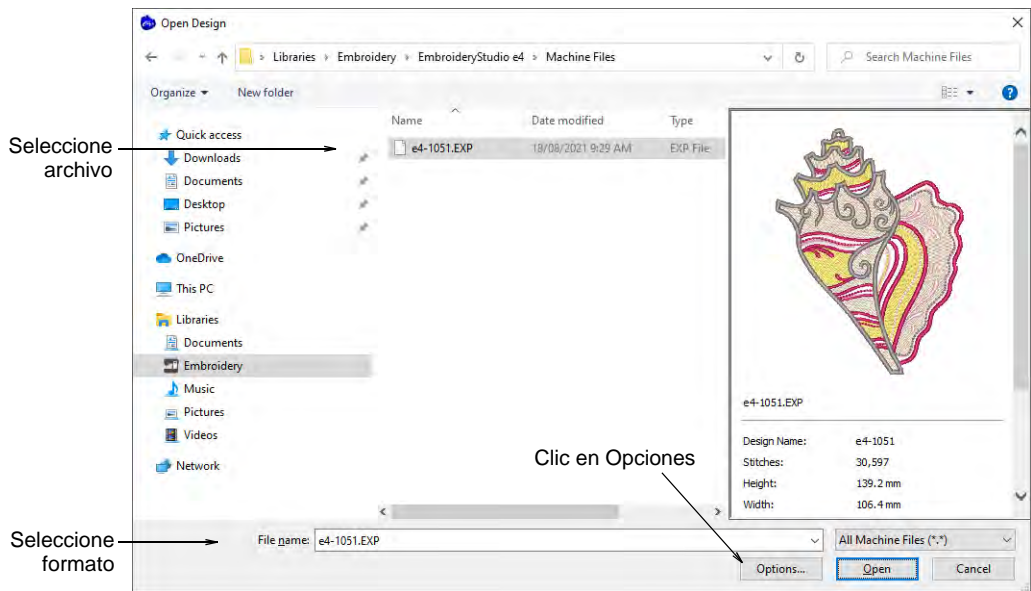 Open Design
Libraries > Embroidery > EmbroideryStudio e4 > Machine Files
Search Machine Files
Organize
New folder
Name Date modified Type
Quick access
Downloads
Documents
Desktop
Pictures
OneDrive
This PC
Libraries
Documents
Embroidery
Music
Pictures
Videos
Network
e4-1051.EXP 18/08/2021 9:29 AM EXP File
Seleccione
archivo
e4-1051.EXP
Design Name: e4-1051
Stitches: 30,597
Height: 139.2 mm
Width: 106.4 mm
Clic en Opciones
Seleccione
formato
File name: e4-1051.EXP
All Machine Files (*.*)
Options...
Open
Cancel